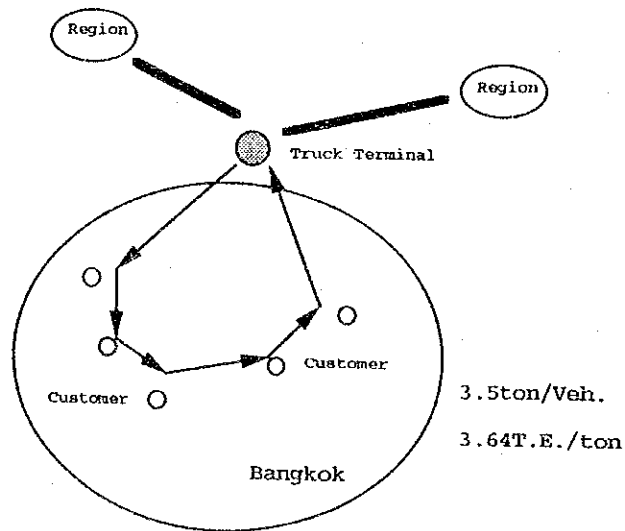 Region
Region
Truck Terminal
Customer
Customer
3.5ton/Veh.
3.64T.E./ton
Bangkok